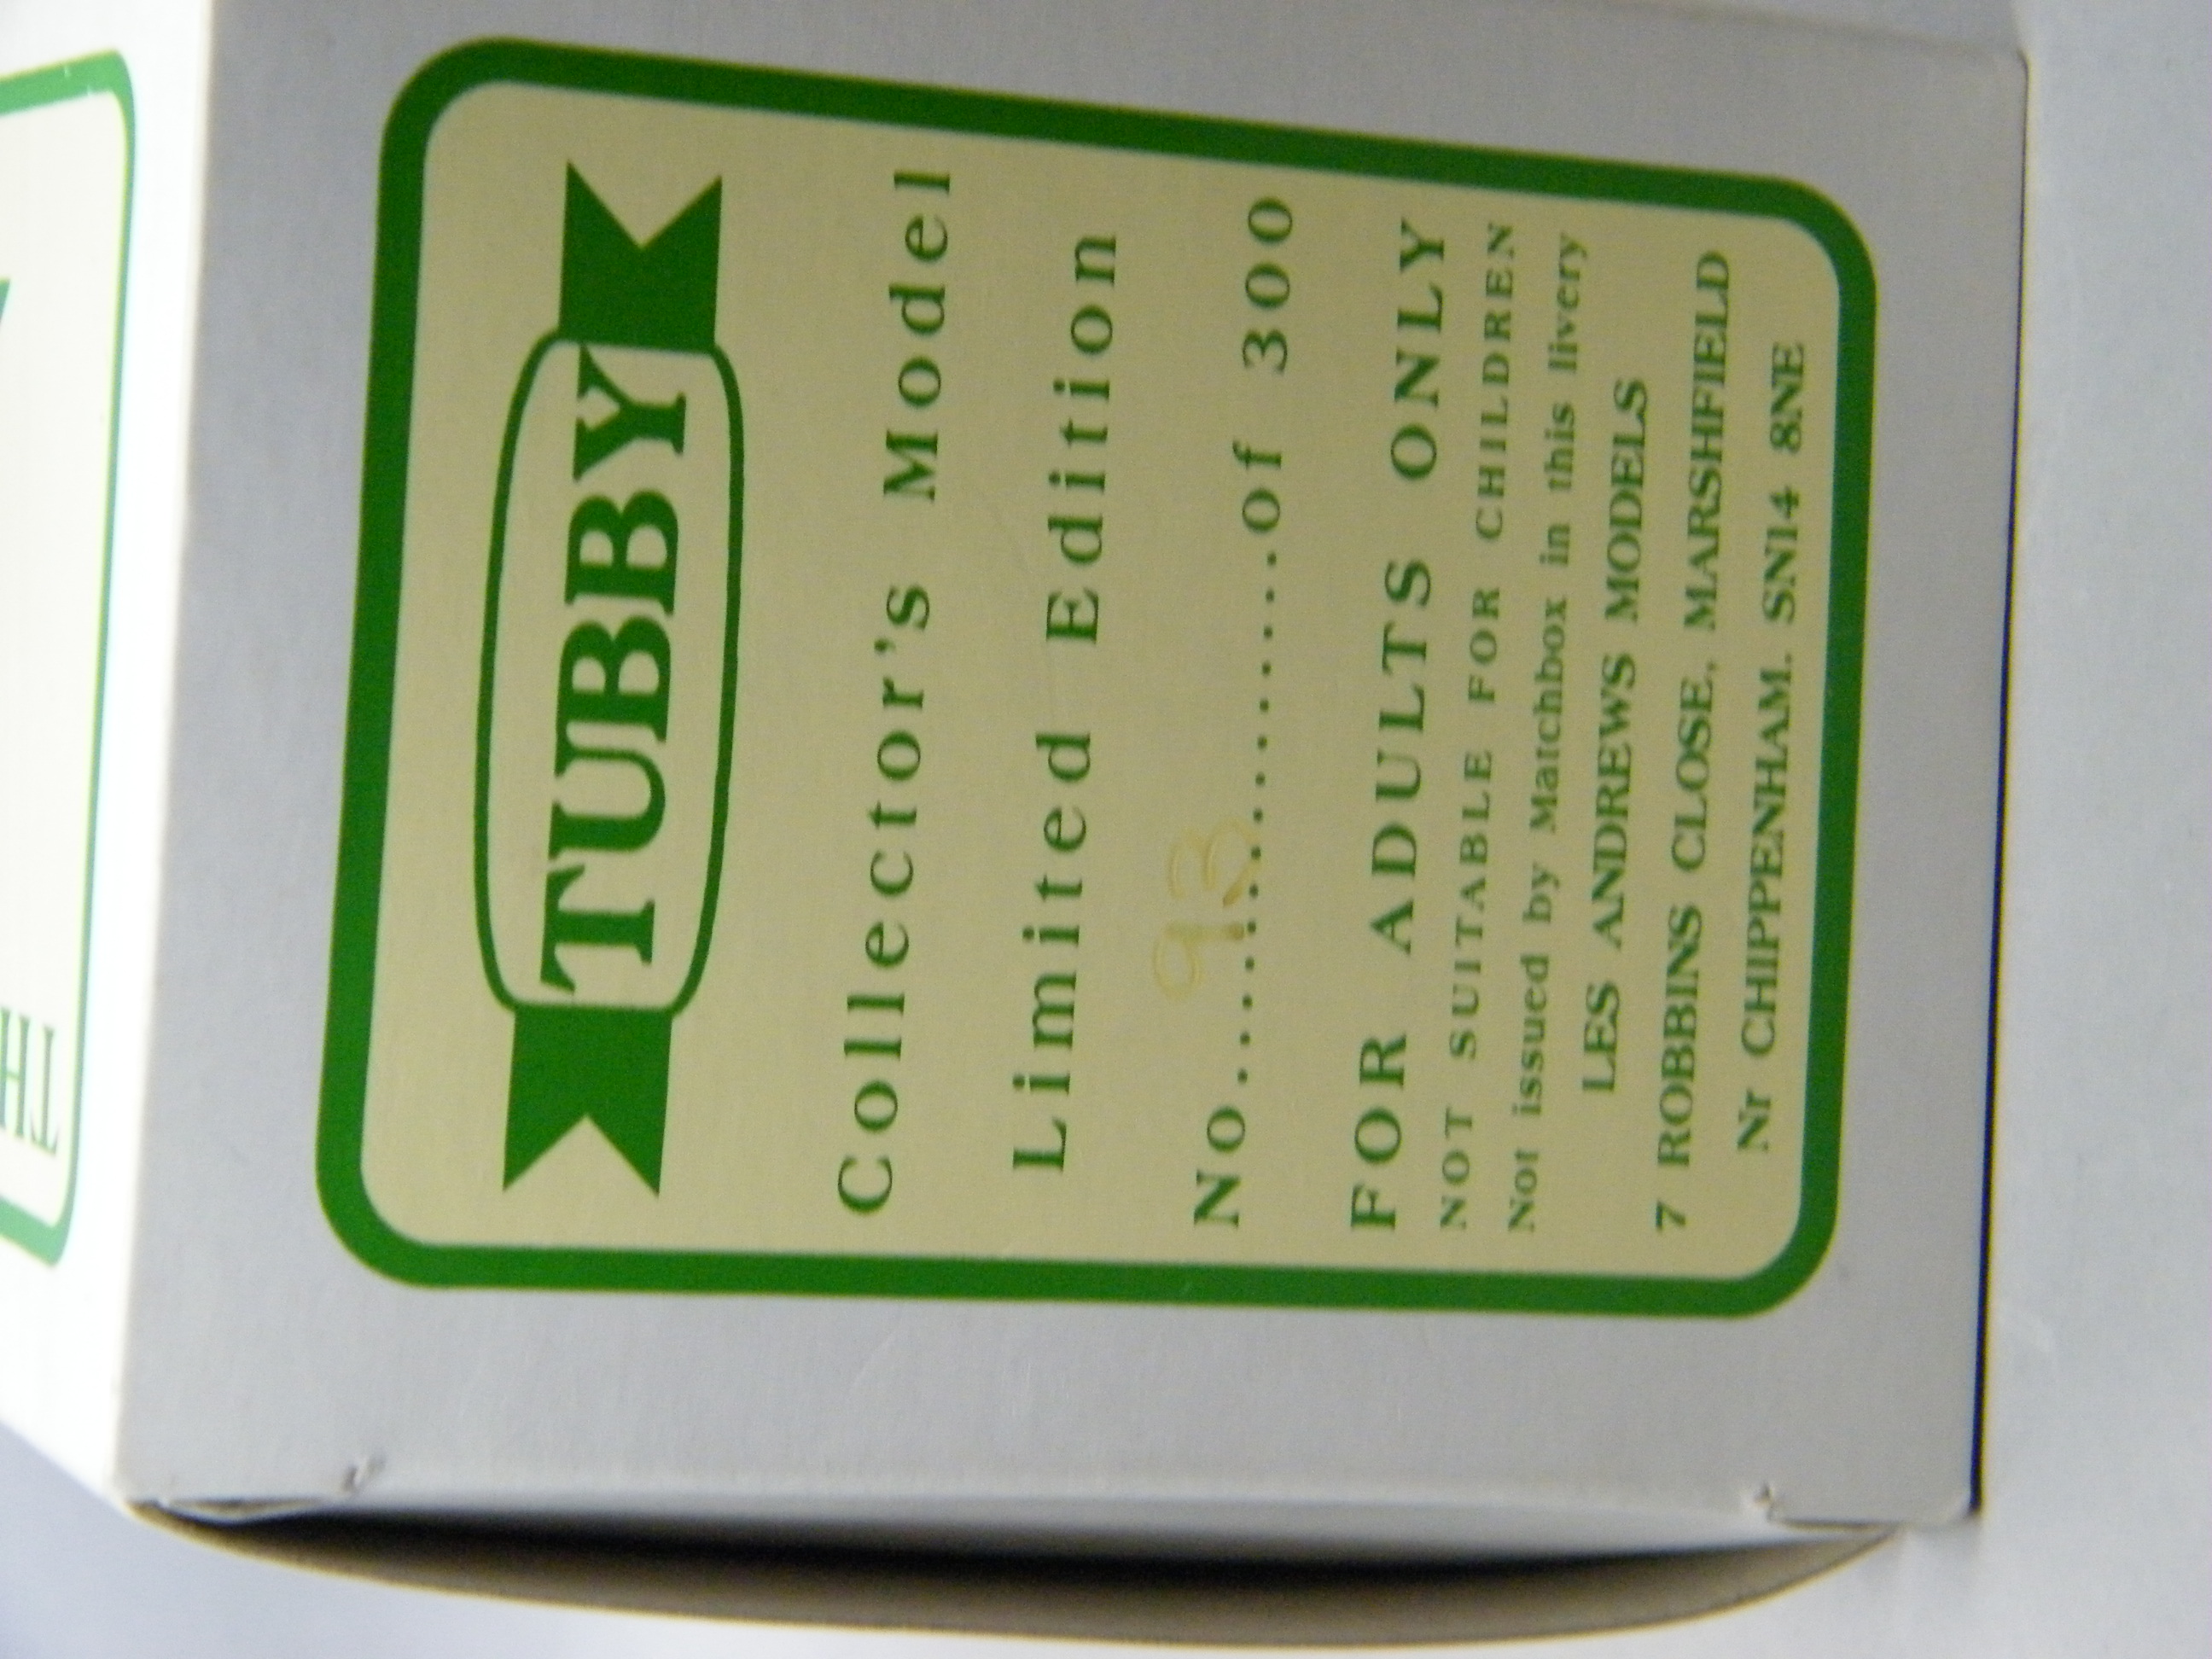 TUBBY
Collector's Model
Limited Edition
No.....93..........of 300
FOR ADULTS ONLY
NOT SUITABLE FOR CHILDREN
Not issued by Matchbox in this livery
LES ANDREWS MODELS
7 ROBBINS CLOSE, MARSHFIELD
Nr CHIPPENHAM. SN14 8NE
TH